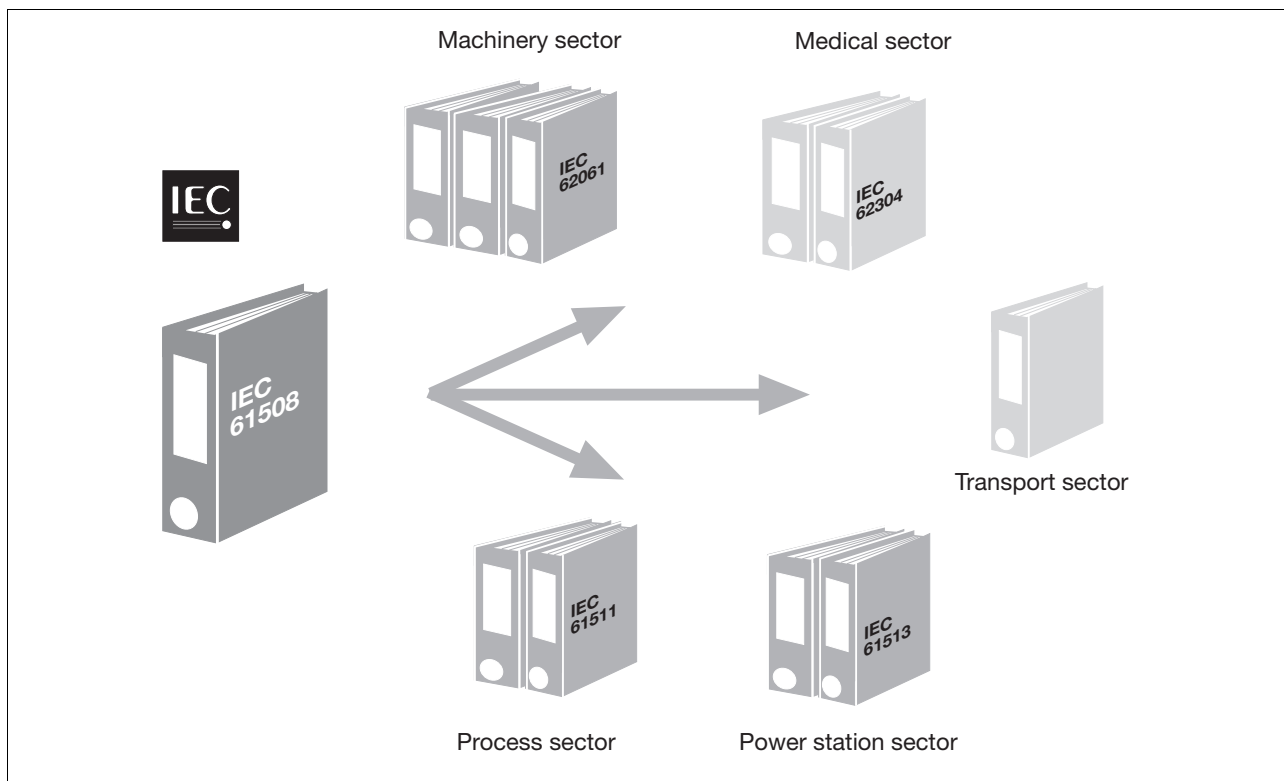 Machinery sector
Medical sector
IEC
62061
IEC
62304
IEC
IEC
61508
Transport sector
IEC
61511
IEC
61513
Process sector
Power station sector